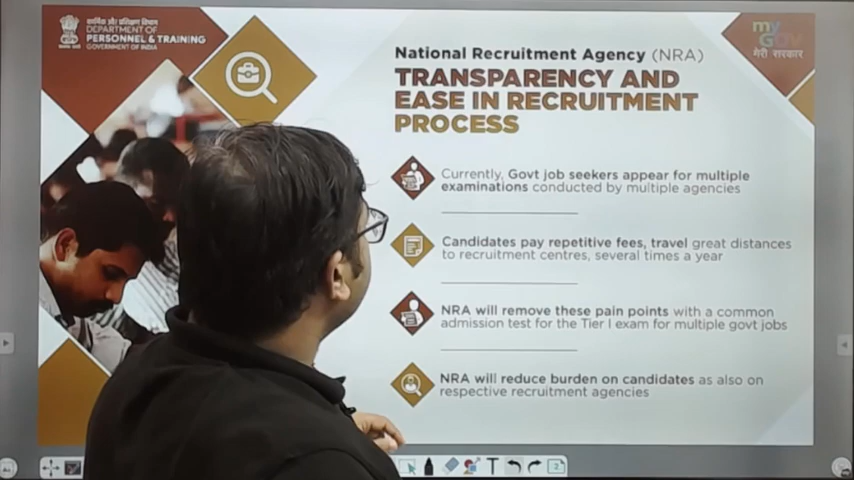 कार्मिक और प्रशिक्षण विभाग
DEPARTMENT OF
PERSONNEL & TRAINING
GOVERNMENT OF INDIA
my
GOV
मेरी सरकार
National Recruitment Agency (NRA)
TRANSPARENCY AND
EASE IN RECRUITMENT
PROCESS
Currently, Govt job seekers appear for multiple
examinations conducted by multiple agencies
Candidates pay repetitive fees, travel great distances
to recruitment centres, several times a year
NRA will remove these pain points with a common
admission test for the Tier I exam for multiple govt jobs
NRA will reduce burden on candidates as also on
respective recruitment agencies
T
2